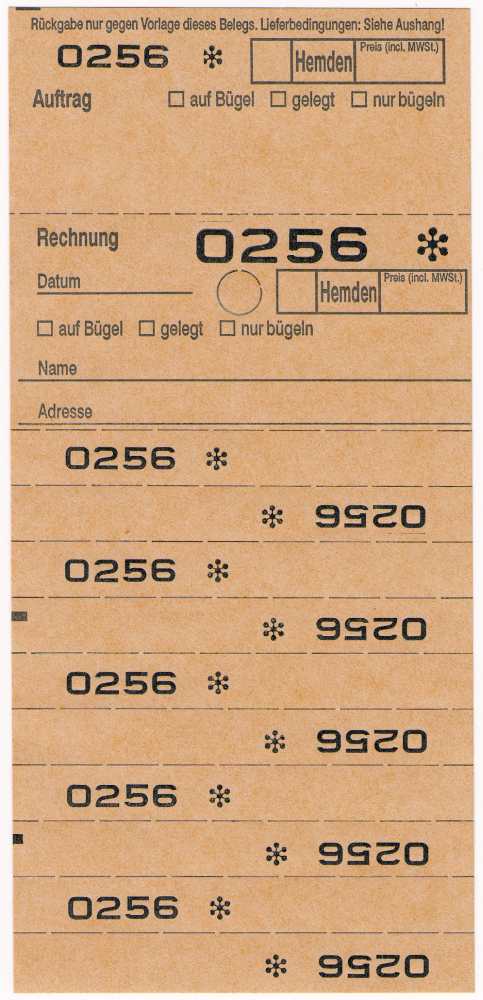 Rückgabe nur gegen Vorlage dieses Belegs. Lieferbedingungen: Siehe Aushang!
0256 * Hemden Preis (incl. MWSt.)
Auftrag ☐ auf Bügel ☐ gelegt ☐ nur bügeln
Rechnung 0256 *
Datum Hemden Preis (incl. MWSt.)
☐ auf Bügel ☐ gelegt ☐ nur bügeln
Name
Adresse
0256 *
0256 *
0256 *
0256 *
0256 *
0256 *
0256 *
0256 *
0256 *
0256 *